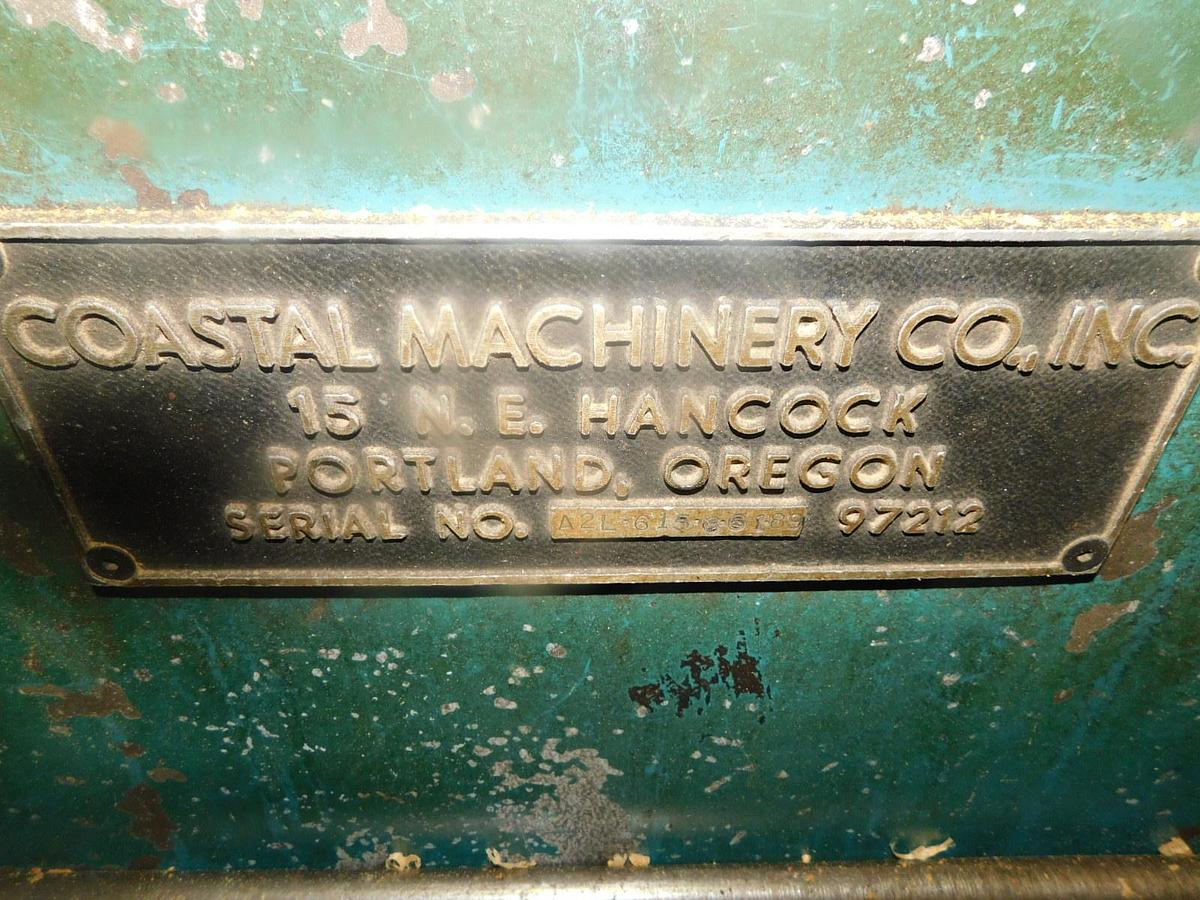 COASTAL MACHINERY CO., INC.
15 N. E. HANCOCK
PORTLAND, OREGON
SERIAL NO. 97212